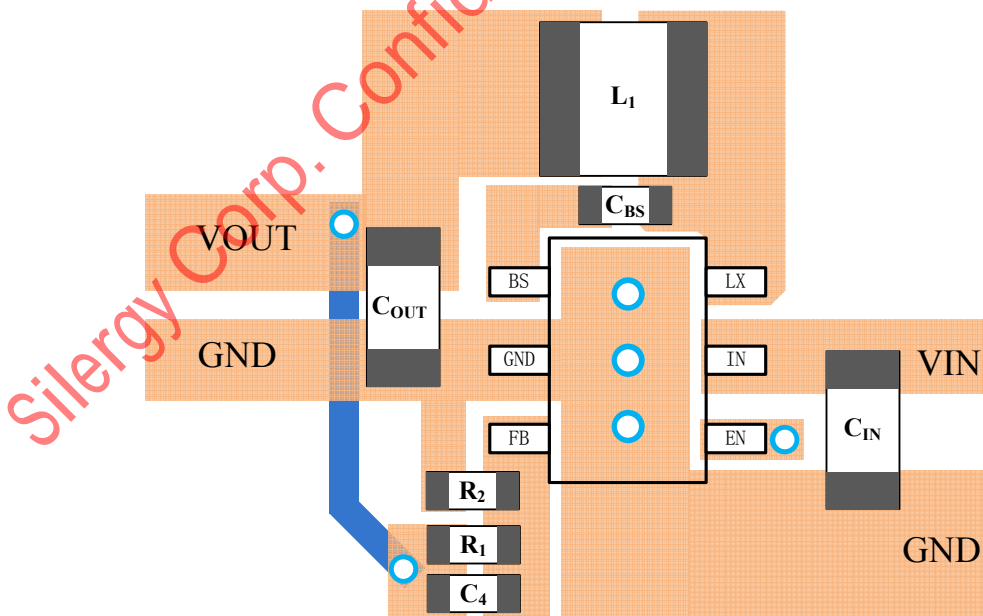 Silergy Corp. Confid
L1
CBS
VOUT
BS
LX
COUT
GND
GND
IN
VIN
FB
EN
CIN
R2
R1
GND
C4